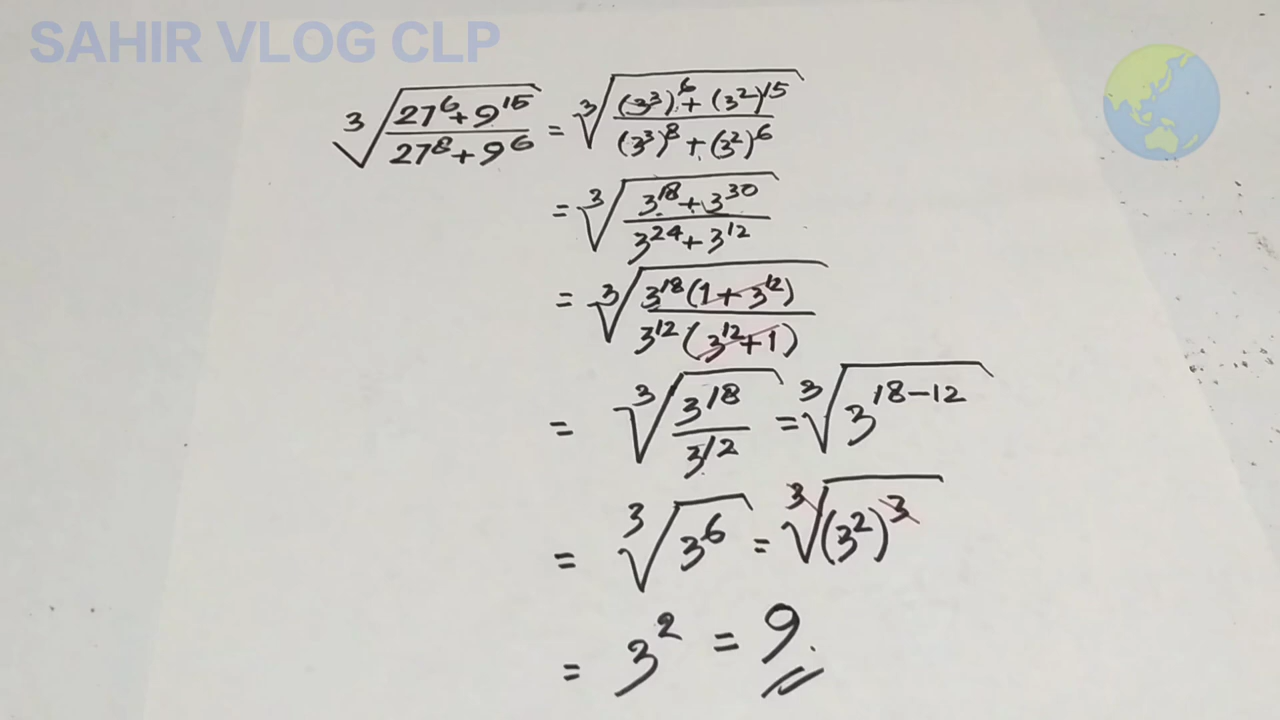 SAHIR VLOG CLP
∛((27⁶+9¹⁵)/(27⁸+9⁶)) = ∛(((3³)⁶+(3²)¹⁵)/((3³)⁸+(3²)⁶))
= ∛((3¹⁸+3³⁰)/(3²⁴+3¹²))
= ∛((3¹⁸(1+3¹²))/(3¹²(3¹²+1)))
= ∛(3¹⁸/3¹²) = ∛(3¹⁸⁻¹²)
= ∛(3⁶) = ∛((3²)³)
= 3² = 9.